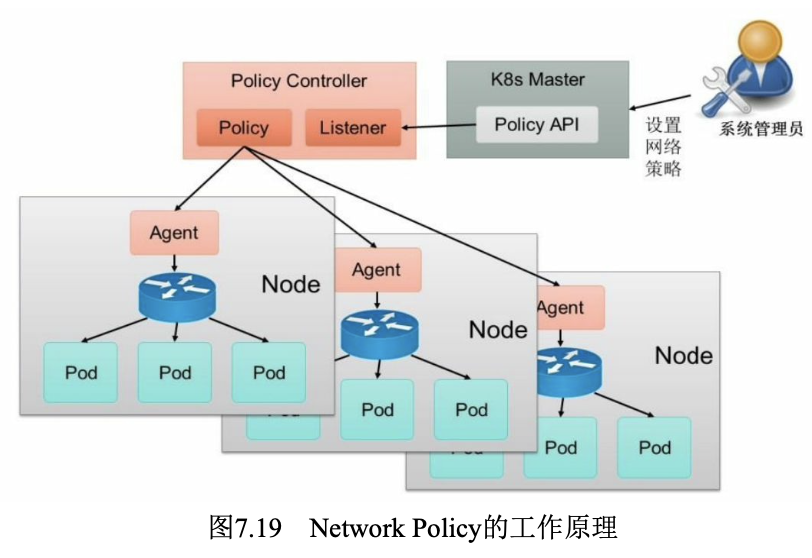 Policy Controller
Policy
Listener
K8s Master
Policy API
系统管理员
设置
网络
策略
Agent
Node
Pod
Pod
Pod
Agent
Node
Pod
Pod
Agent
Node
Pod
Pod
图7.19 Network Policy的工作原理